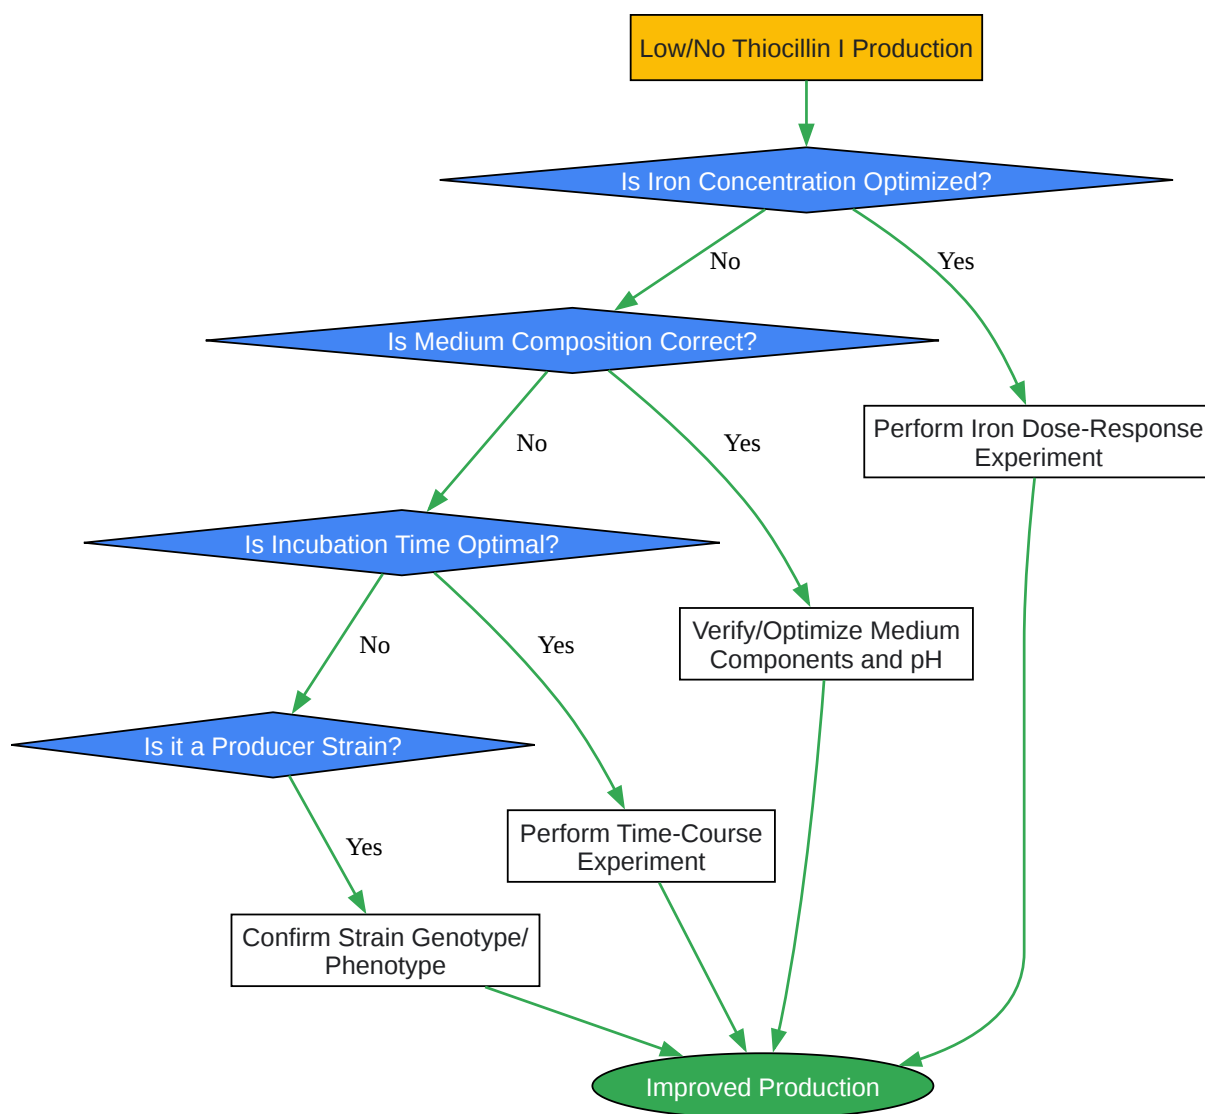 Low/No Thiocillin I Production
Is Iron Concentration Optimized?
No
Yes
Is Medium Composition Correct?
Perform Iron Dose-Response
Experiment
No
Yes
Is Incubation Time Optimal?
Verify/Optimize Medium
Components and pH
No
Yes
Is it a Producer Strain?
Perform Time-Course
Experiment
Yes
Confirm Strain Genotype/
Phenotype
Improved Production